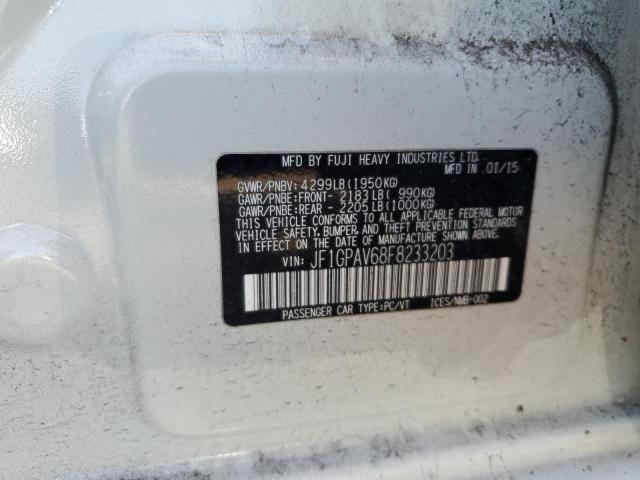 MFD BY FUJI HEAVY INDUSTRIES LTD.
MFD IN 01/15
GVWR/PNBV: 4299LB(1950KG)
GAWR/PNBE: FRONT- 2183LB( 990KG)
GAWR/PNBE: REAR - 2205LB(1000KG)
THIS VEHICLE CONFORMS TO ALL APPLICABLE FEDERAL MOTOR
VEHICLE SAFETY, BUMPER, AND THEFT PREVENTION STANDARDS
IN EFFECT ON THE DATE OF MANUFACTURE SHOWN ABOVE.
VIN: JF1GPAV68F8233203
PASSENGER CAR TYPE:PC/VT ICES/NMB-002